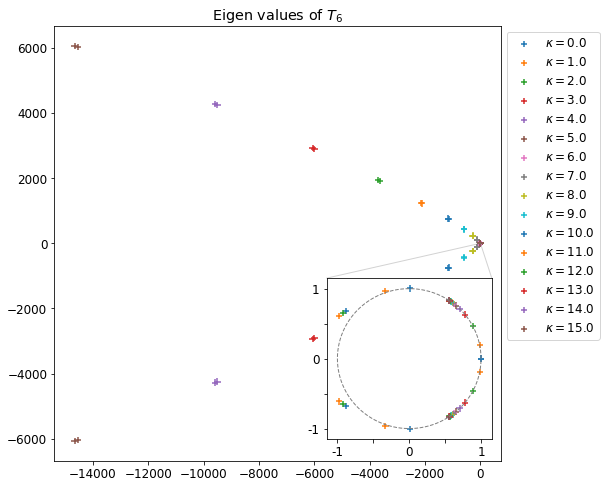 Eigen values of $T_6$
6000
4000
2000
0
−2000
−4000
−6000
−14000 −12000 −10000 −8000 −6000 −4000 −2000 0
1
0
-1
-1 0 1
κ = 0.0
κ = 1.0
κ = 2.0
κ = 3.0
κ = 4.0
κ = 5.0
κ = 6.0
κ = 7.0
κ = 8.0
κ = 9.0
κ = 10.0
κ = 11.0
κ = 12.0
κ = 13.0
κ = 14.0
κ = 15.0